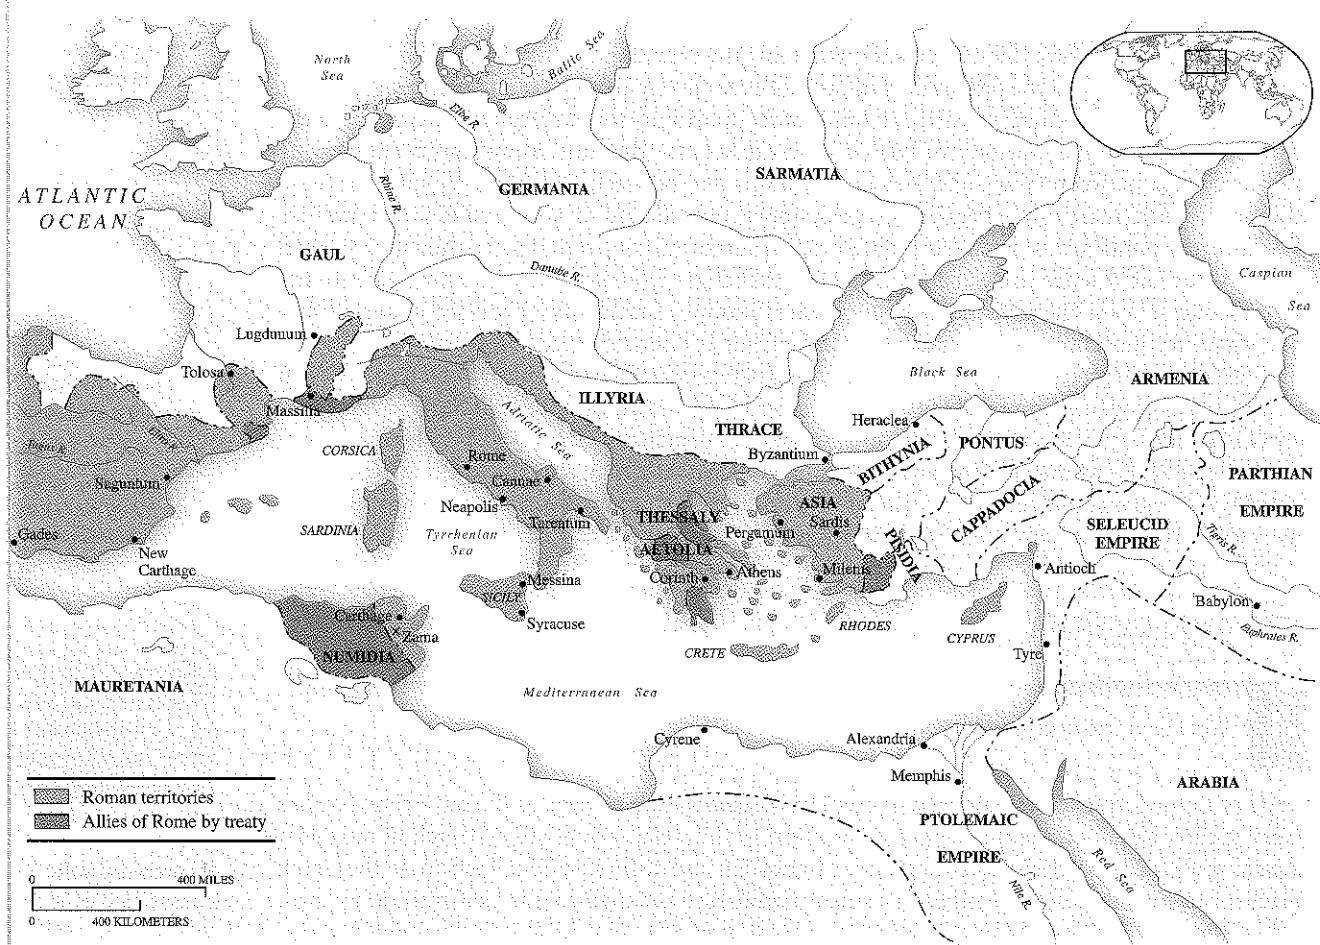 North
Sea
Baltic Sea
Elbe R.
ATLANTIC
OCEAN
Rhine R.
GERMANIA
SARMATIA
GAUL
Danube R.
Caspian
Sea
Lugdunum
Tolosa
Massilia
ILLYRIA
Black Sea
ARMENIA
Adriatic Sea
THRACE
Heraclea
Byzantium
BITHYNIA
PONTUS
CORSICA
Rome
Cannae
Saguntum
Neapolis
Tarentum
SARDINIA
Tyrrhenian
Sea
THESSALY
ASIA
Pergamum
Sardis
CAPPADOCIA
PARTHIAN
EMPIRE
SELEUCID
EMPIRE
Tigris R.
Gades
New
Carthage
AETOLIA
PISIDIA
Corinth
Athens
Miletus
Antioch
Messina
SICILY
Syracuse
Carthage
Zama
NUMIDIA
RHODES
CYPRUS
Babylon
Euphrates R.
CRETE
Tyre
MAURETANIA
Mediterranean Sea
Cyrene
Alexandria
Memphis
ARABIA
PTOLEMAIC
EMPIRE
Nile R.
Red Sea
Roman territories
Allies of Rome by treaty
0 400 MILES
0 400 KILOMETERS